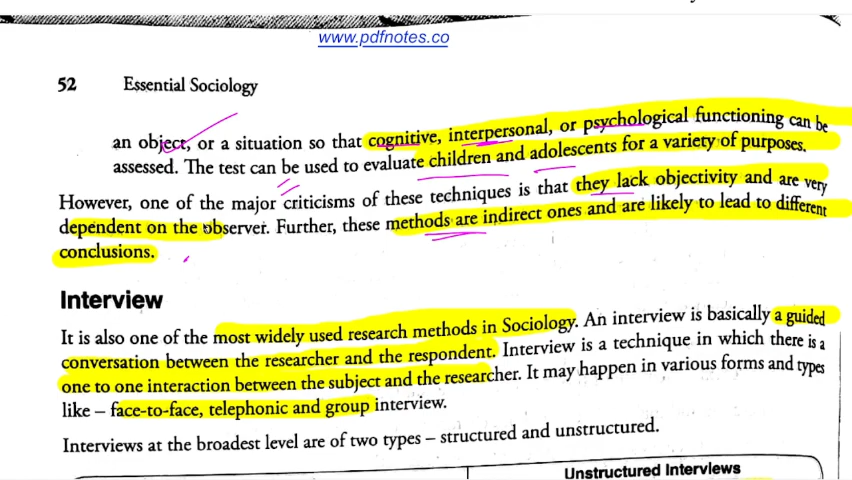 www.pdfnotes.co
52 Essential Sociology
an object, or a situation so that cognitive, interpersonal, or psychological functioning can be
assessed. The test can be used to evaluate children and adolescents for a variety of purposes.
However, one of the major criticisms of these techniques is that they lack objectivity and are very
dependent on the observer. Further, these methods are indirect ones and are likely to lead to different
conclusions.
Interview
It is also one of the most widely used research methods in Sociology. An interview is basically a guided
conversation between the researcher and the respondent. Interview is a technique in which there is a
one to one interaction between the subject and the researcher. It may happen in various forms and types
like – face-to-face, telephonic and group interview.
Interviews at the broadest level are of two types – structured and unstructured.
Unstructured Interviews